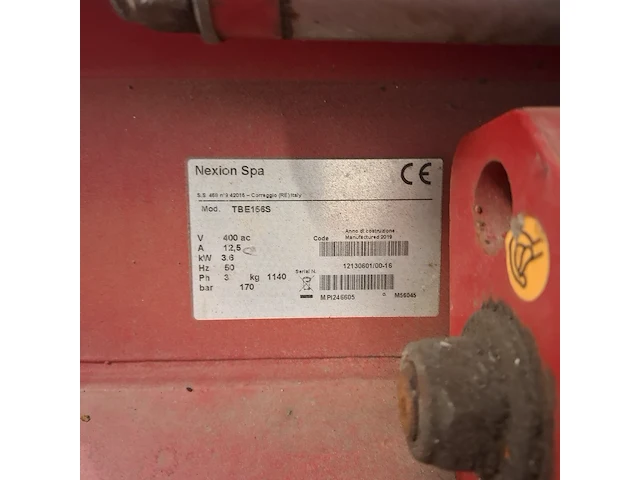 Nexion Spa
CE
S.S. 468 n°9 42015 – Correggio (RE) Italy
Mod. TBE156S
Anno di costruzione
Manufactured 2019
V 400 ac
Code
A 12,5
kW 3.6
12130601/00-16
Hz 50
Serial N.
Ph 3 kg 1140
bar 170
MPI246605
M56045